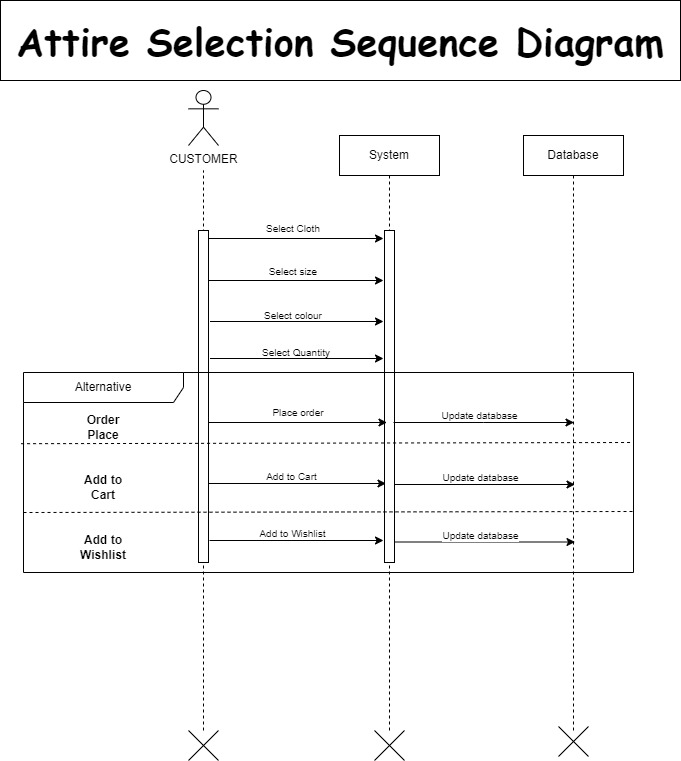 Attire Selection Sequence Diagram
CUSTOMER
System
Database
Select Cloth
Select size
Select colour
Select Quantity
Alternative
Order
Place
Place order
Update database
Add to
Cart
Add to Cart
Update database
Add to
Wishlist
Add to Wishlist
Update database